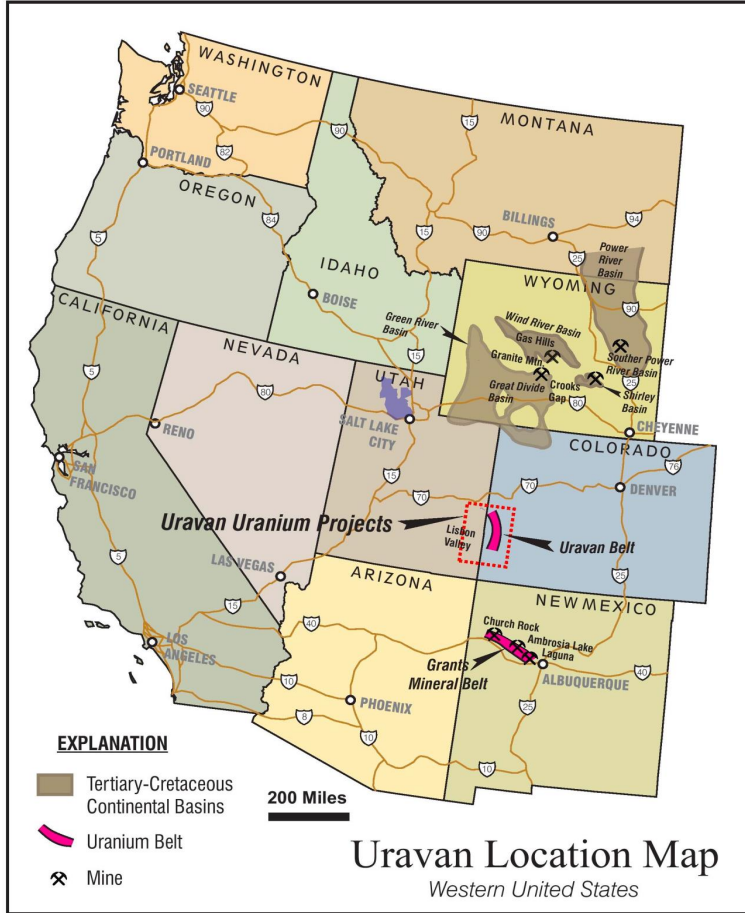 WASHINGTON
SEATTLE
90
82
90
15
MONTANA
PORTLAND
OREGON
84
BILLINGS
94
90
15
25
5
IDAHO
BOISE
Power
River
Basin
WYOMING
90
Green River
Basin
Wind River Basin
Gas Hills
Granite Mtn.
Souther Power
River Basin
CALIFORNIA
NEVADA
15
UTAH
Great Divide
Basin
Crooks
Gap
25
Shirley
Basin
80
5
80
SALT LAKE
CITY
CHEYENNE
RENO
COLORADO
76
SAN
FRANCISCO
15
70
70
DENVER
Uravan Uranium Projects
Lisbon
Valley
Uravan Belt
5
LAS VEGAS
ARIZONA
25
15
NEW MEXICO
40
Church Rock
Ambrosia Lake
Laguna
LOS
ANGELES
Grants
Mineral Belt
40
ALBUQUERQUE
10
PHOENIX
25
8
10
10
EXPLANATION
Tertiary-Cretaceous
Continental Basins
200 Miles
Uranium Belt
Mine
Uravan Location Map
Western United States